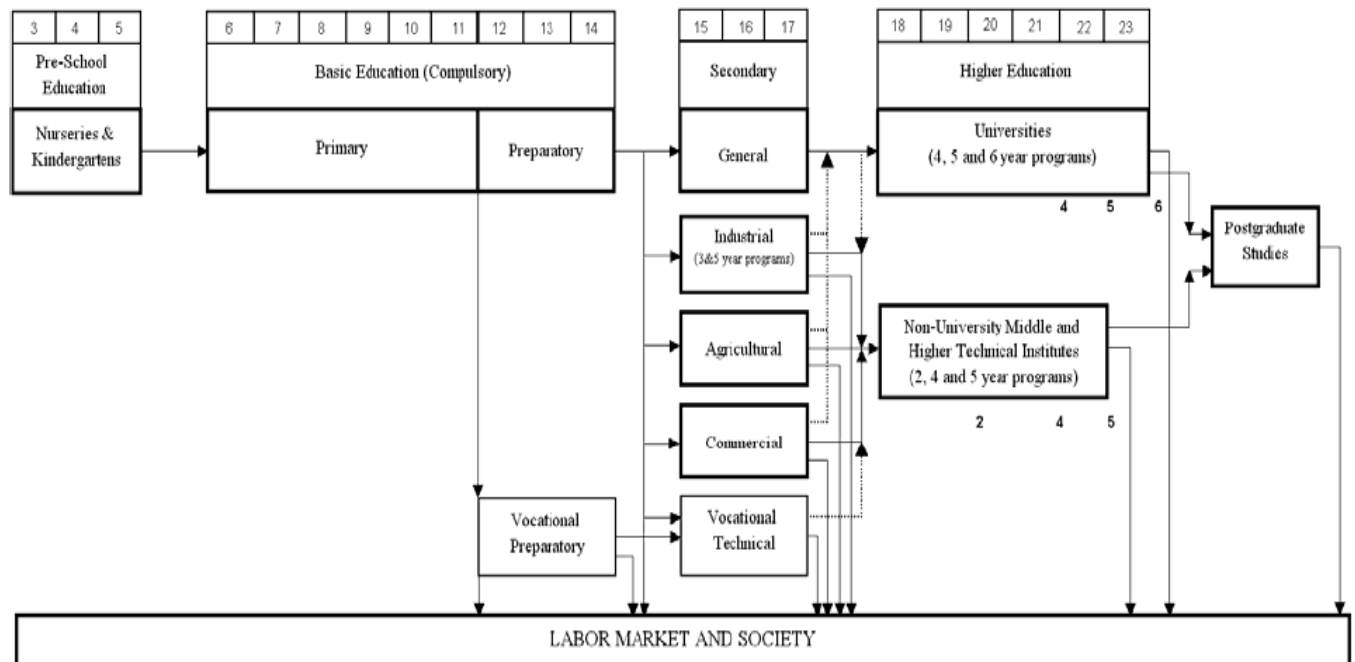 3 4 5
6 7 8 9 10 11 12 13 14
15 16 17
18 19 20 21 22 23
Pre-School
Education
Basic Education (Compulsory)
Secondary
Higher Education
Nurseries &
Kindergartens
Primary
Preparatory
General
Universities
(4, 5 and 6 year programs)
4 5 6
Industrial
(3&5 year programs)
Postgraduate
Studies
Agricultural
Non-University Middle and
Higher Technical Institutes
(2, 4 and 5 year programs)
2 4 5
Commercial
Vocational
Preparatory
Vocational
Technical
LABOR MARKET AND SOCIETY